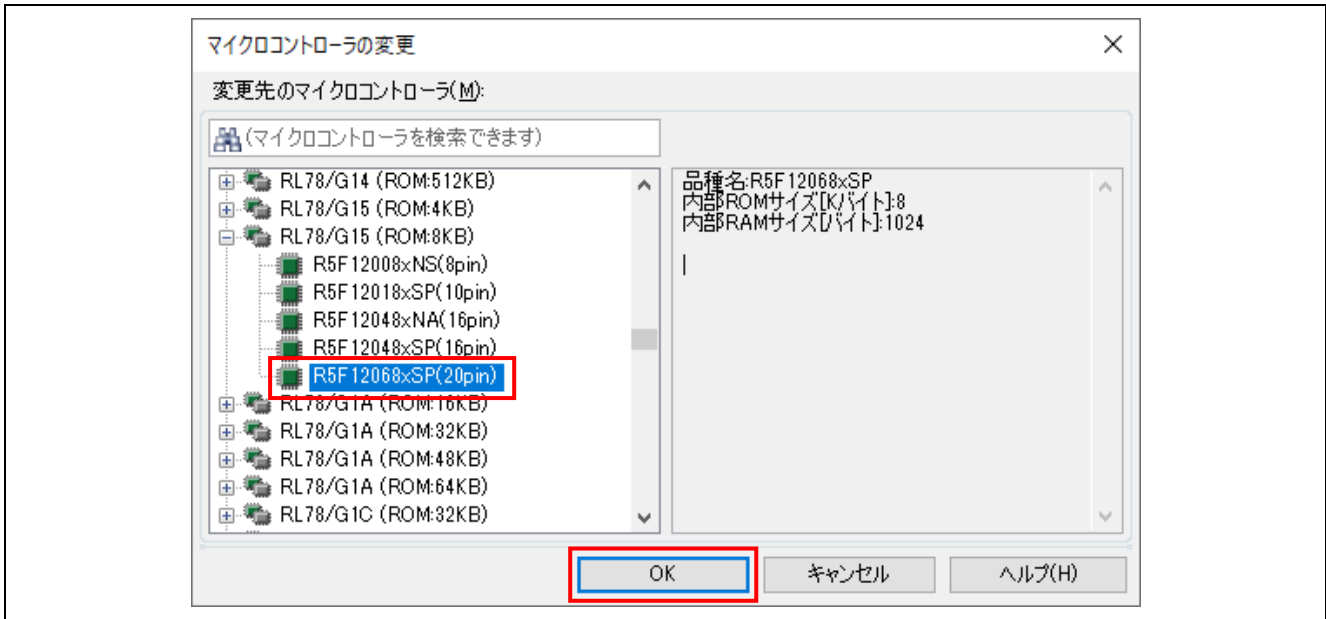 マイクロコントローラの変更
変更先のマイクロコントローラ(M):
(マイクロコントローラを検索できます)
RL78/G14 (ROM:512KB)
RL78/G15 (ROM:4KB)
RL78/G15 (ROM:8KB)
R5F12008xNS(8pin)
R5F12018xSP(10pin)
R5F12048xNA(16pin)
R5F12048xSP(16pin)
R5F12068xSP(20pin)
RL78/G1A (ROM:16KB)
RL78/G1A (ROM:32KB)
RL78/G1A (ROM:48KB)
RL78/G1A (ROM:64KB)
RL78/G1C (ROM:32KB)
品種名:R5F12068xSP
内部ROMサイズ[Kバイト]:8
内部RAMサイズ[バイト]:1024
OK
キャンセル
ヘルプ(H)